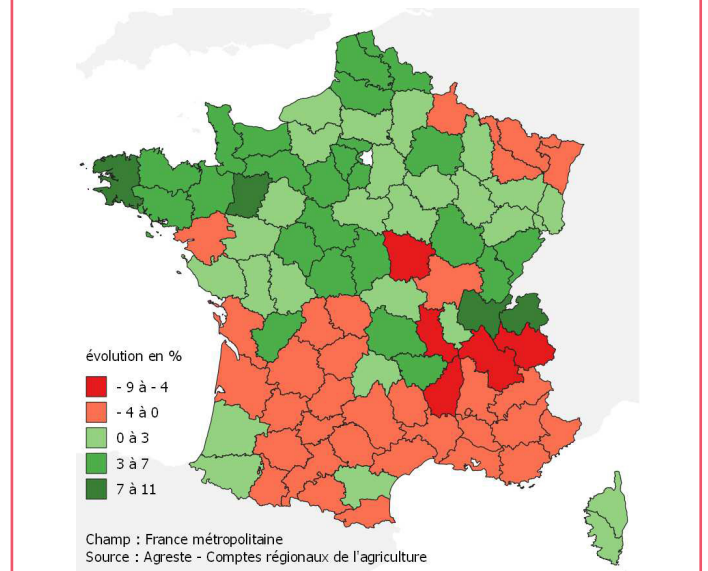 évolution en %
- 9 à - 4
- 4 à 0
0 à 3
3 à 7
7 à 11
Champ : France métropolitaine
Source : Agreste - Comptes régionaux de l'agriculture